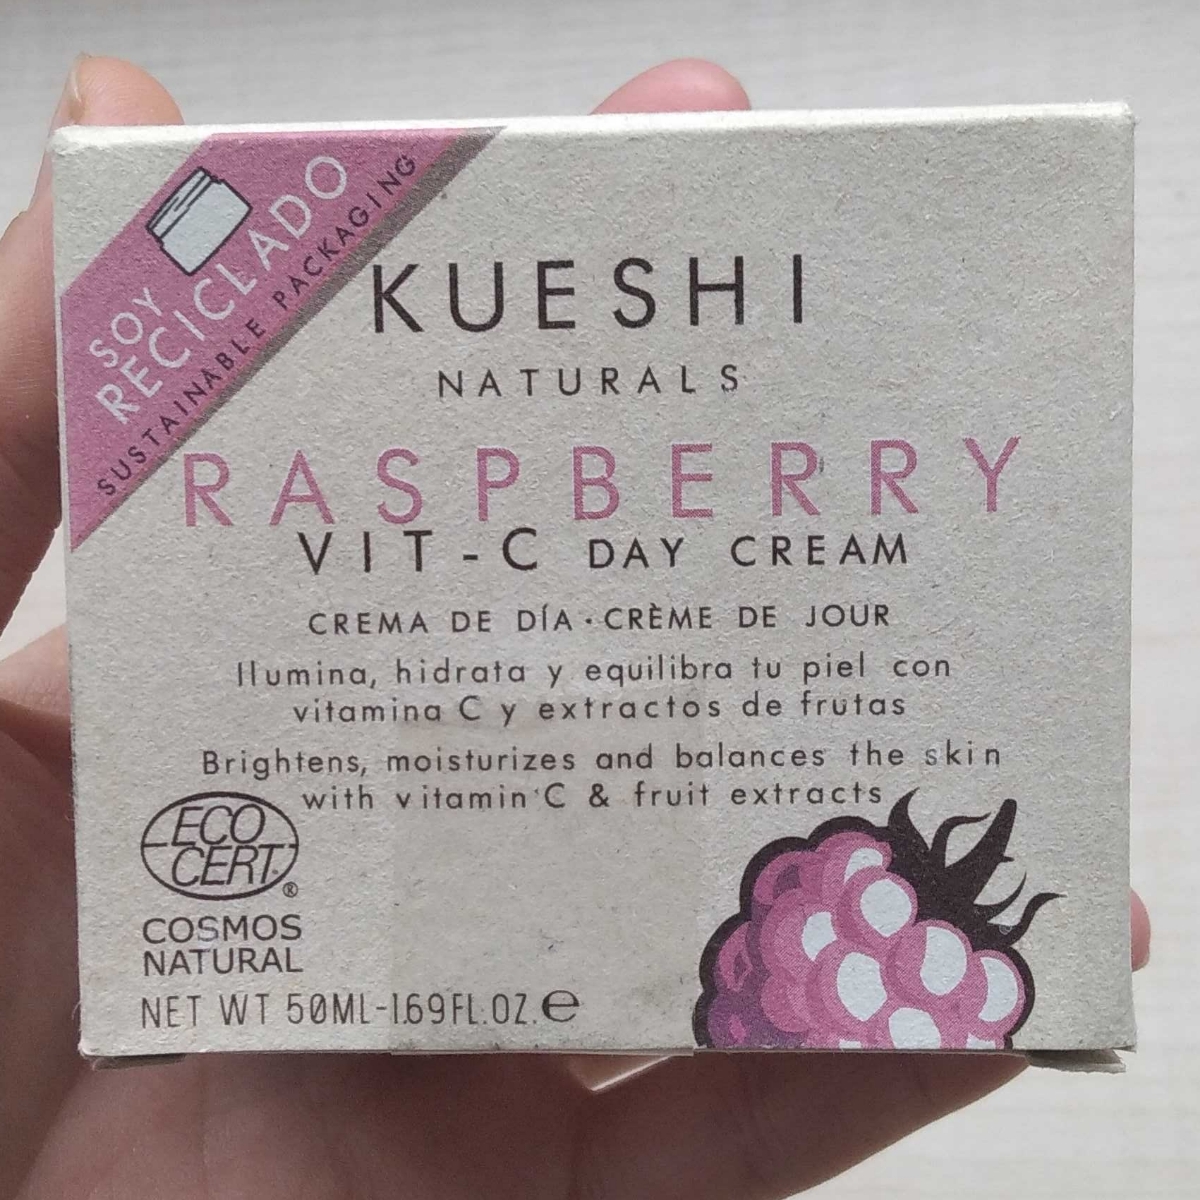 SOY
RECICLADO
SUSTAINABLE PACKAGING
KUESHI
NATURALS
RASPBERRY
VIT-C DAY CREAM
CREMA DE DÍA · CRÈME DE JOUR
Ilumina, hidrata y equilibra tu piel con
vitamina C y extractos de frutas
Brightens, moisturizes and balances the skin
with vitamin C & fruit extracts
ECO
CERT®
COSMOS
NATURAL
NET WT 50ML-1.69FL.OZ.℮